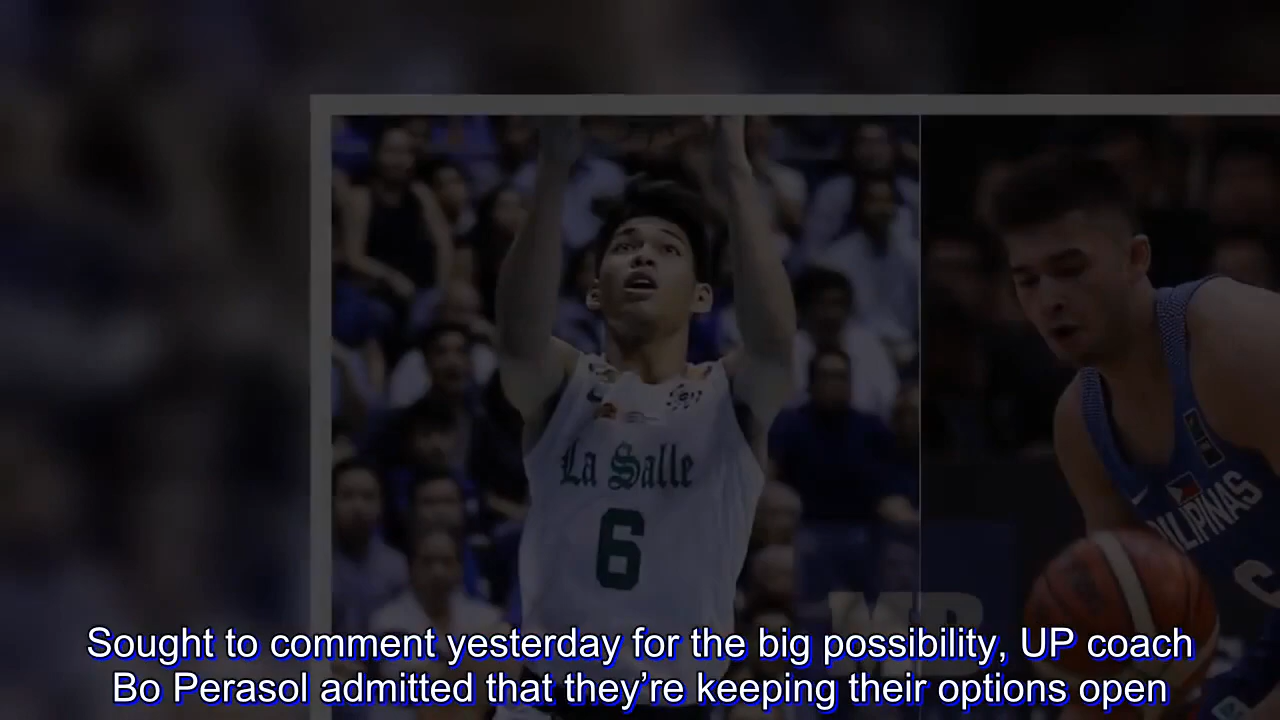 La Salle
6
PILIPINAS
Sought to comment yesterday for the big possibility, UP coach
Bo Perasol admitted that they’re keeping their options open